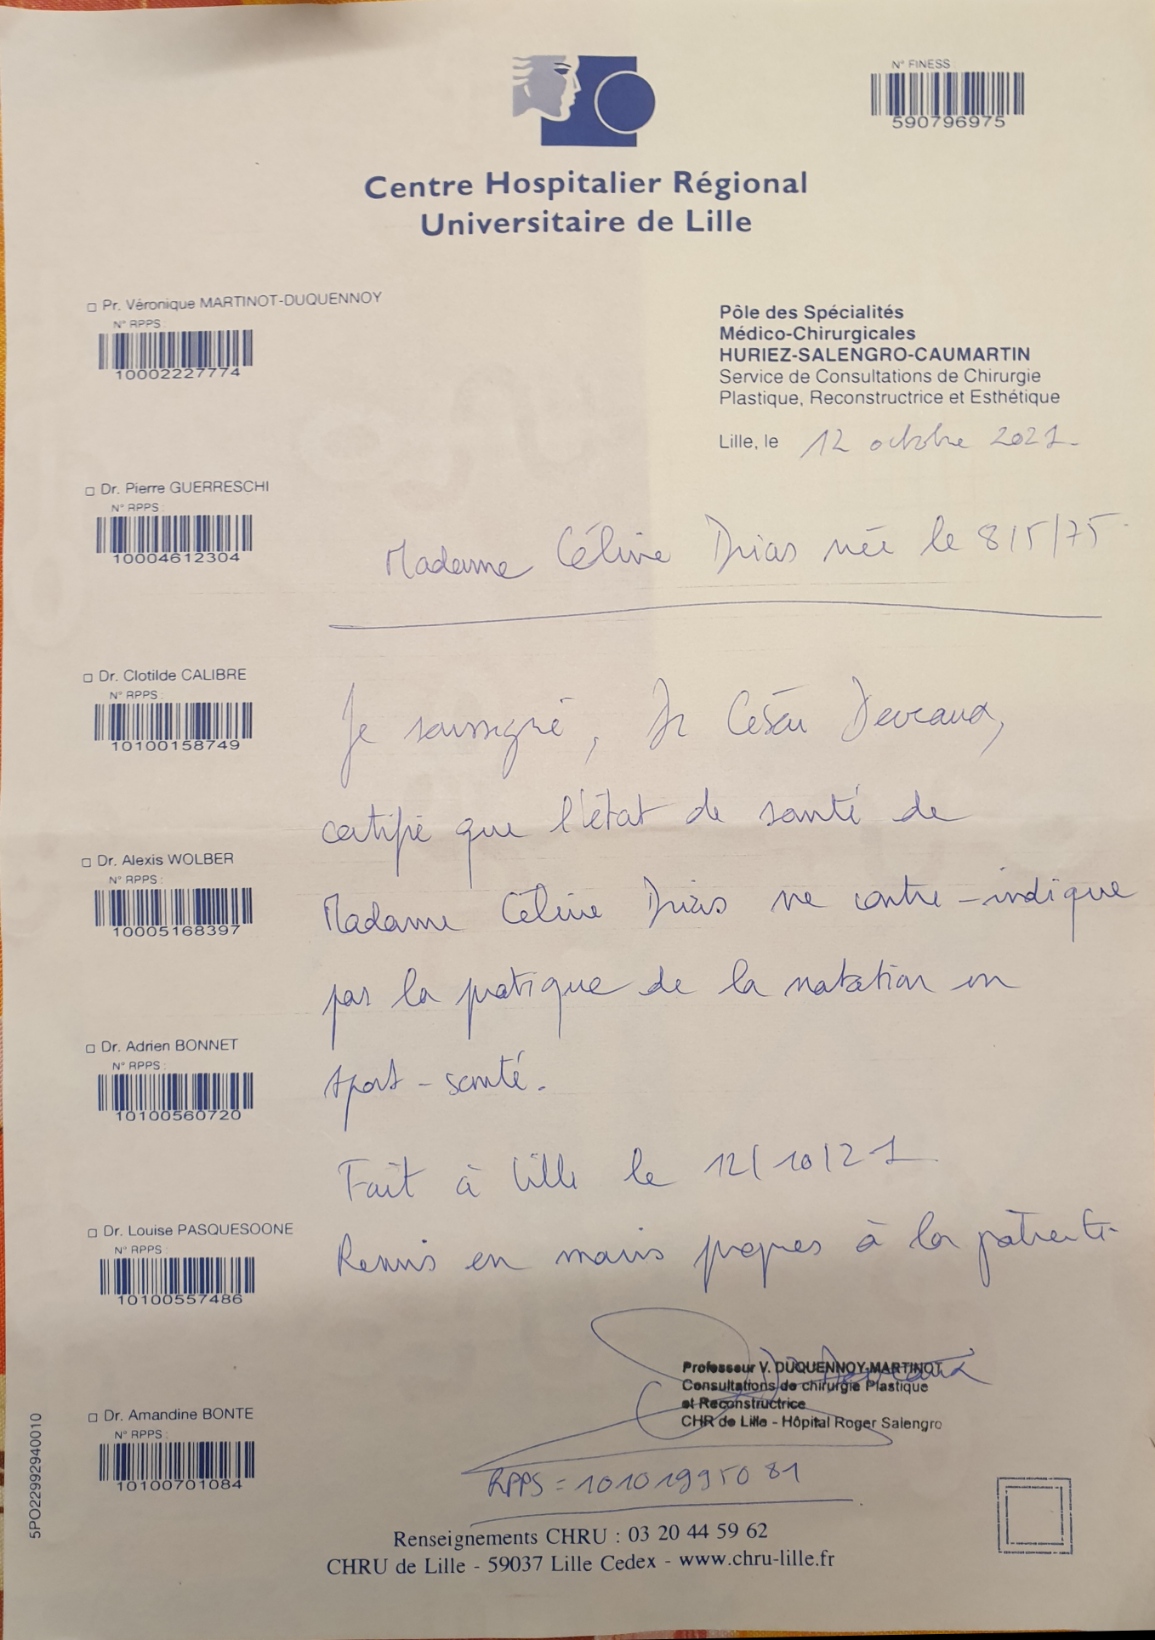 N° FINESS :
590796975
Centre Hospitalier Régional
Universitaire de Lille
Pr. Véronique MARTINOT-DUQUENNOY
N° RPPS :
10002227774
Pôle des Spécialités
Médico-Chirurgicales
HURIEZ-SALENGRO-CAUMARTIN
Service de Consultations de Chirurgie
Plastique, Reconstructrice et Esthétique
Lille, le 12 octobre 2021.
Dr. Pierre GUERRESCHI
N° RPPS :
10004612304
Madame Céline Drias née le 8/5/75.
Dr. Clotilde CALIBRE
N° RPPS :
10100158749
Je soussigné, Dr César Devraux,
certifie que l'état de santé de
Dr. Alexis WOLBER
N° RPPS :
10005168397
Madame Céline Drias ne contre-indique
pas la pratique de la natation en
Dr. Adrien BONNET
N° RPPS :
10100560720
sport-santé.
Fait à Lille le 12/10/21
Dr. Louise PASQUESOONE
N° RPPS :
10100557486
Remis en mains propres à la patiente.
Professeur V. DUQUENNOY-MARTINOT
Consultations de chirurgie Plastique
et Reconstructrice
CHR de Lille - Hôpital Roger Salengro
Dr. Amandine BONTE
N° RPPS :
10100701084
RPPS = 10101995081
5PO22992940010
Renseignements CHRU : 03 20 44 59 62
CHRU de Lille - 59037 Lille Cedex - www.chru-lille.fr